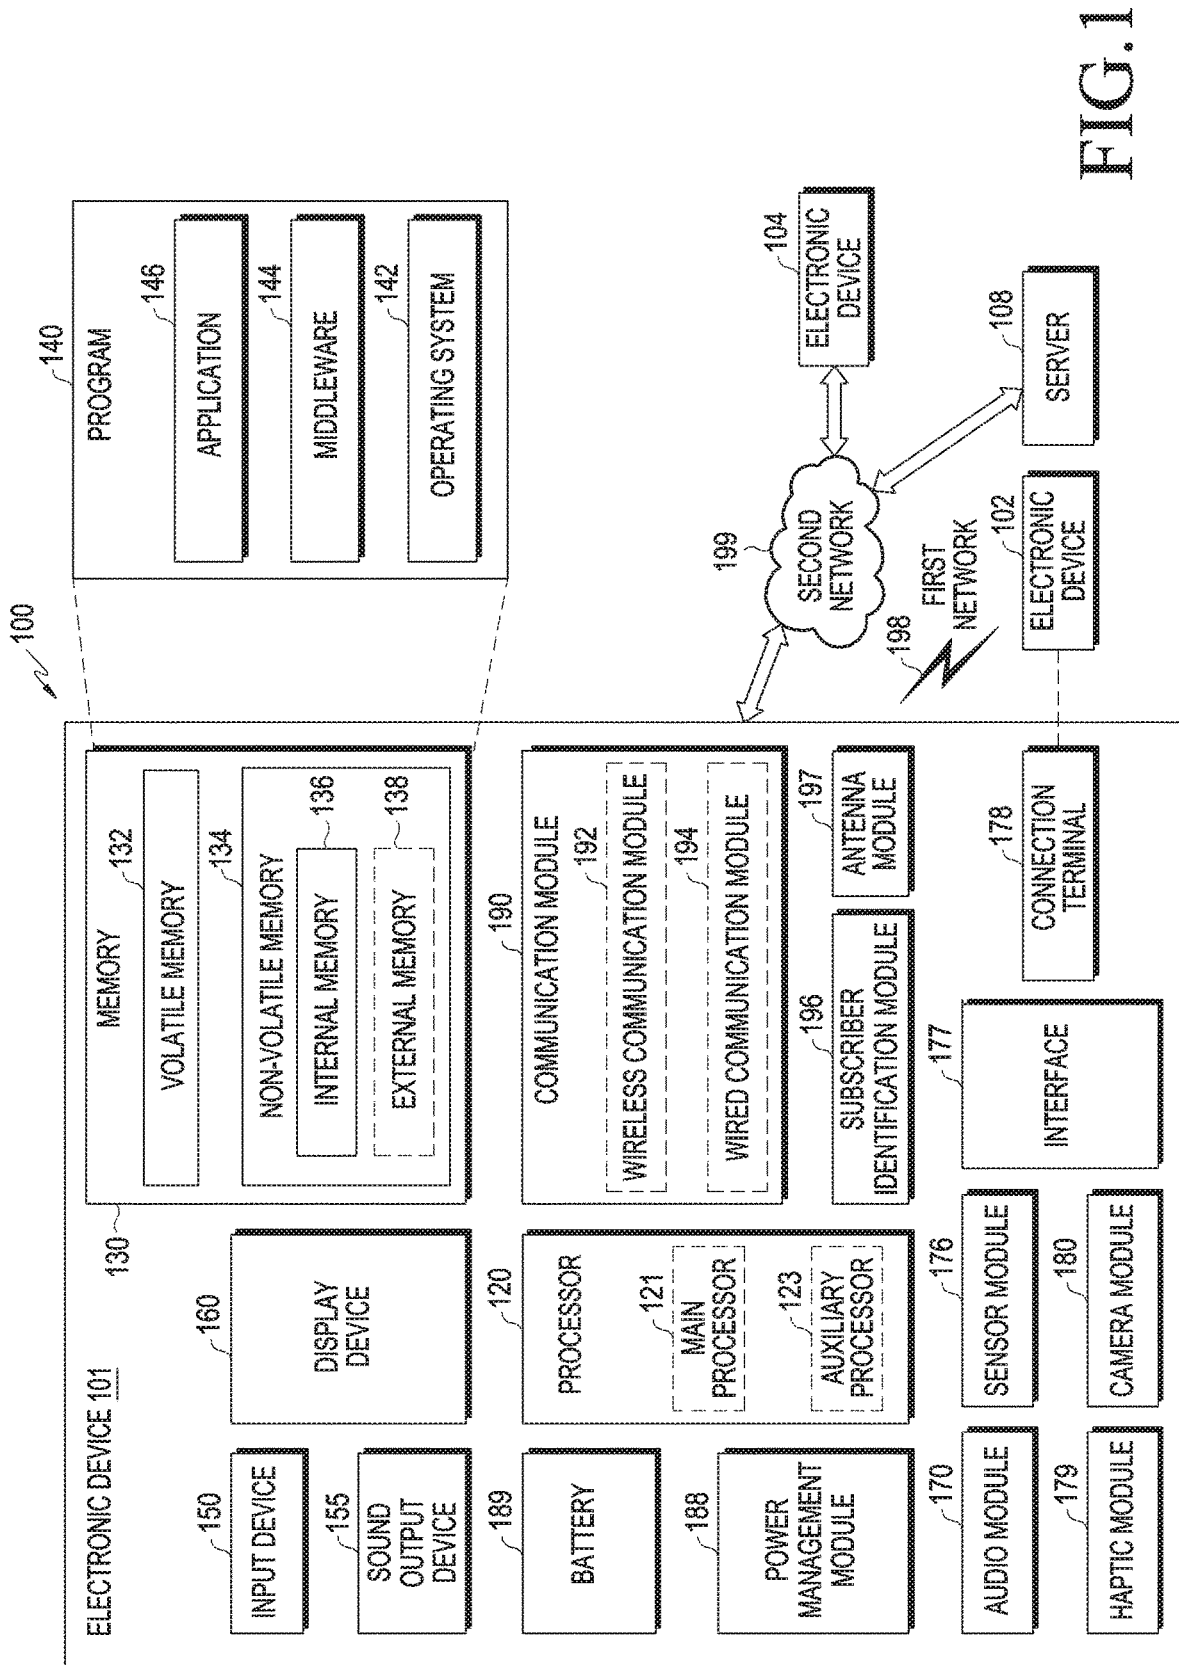 100
ELECTRONIC DEVICE 101
150
INPUT DEVICE
155
SOUND
OUTPUT
DEVICE
189
BATTERY
188
POWER
MANAGEMENT
MODULE
170
AUDIO MODULE
179
HAPTIC MODULE
160
DISPLAY
DEVICE
120
PROCESSOR
121
MAIN
PROCESSOR
123
AUXILIARY
PROCESSOR
176
SENSOR MODULE
180
CAMERA MODULE
130
MEMORY
132
VOLATILE MEMORY
134
NON-VOLATILE MEMORY
136
INTERNAL MEMORY
138
EXTERNAL MEMORY
190
COMMUNICATION MODULE
192
WIRELESS COMMUNICATION MODULE
194
WIRED COMMUNICATION MODULE
196
SUBSCRIBER
IDENTIFICATION MODULE
197
ANTENNA
MODULE
177
INTERFACE
178
CONNECTION
TERMINAL
140
PROGRAM
146
APPLICATION
144
MIDDLEWARE
142
OPERATING SYSTEM
199
SECOND
NETWORK
104
ELECTRONIC
DEVICE
198
FIRST
NETWORK
102
ELECTRONIC
DEVICE
108
SERVER
FIG. 1